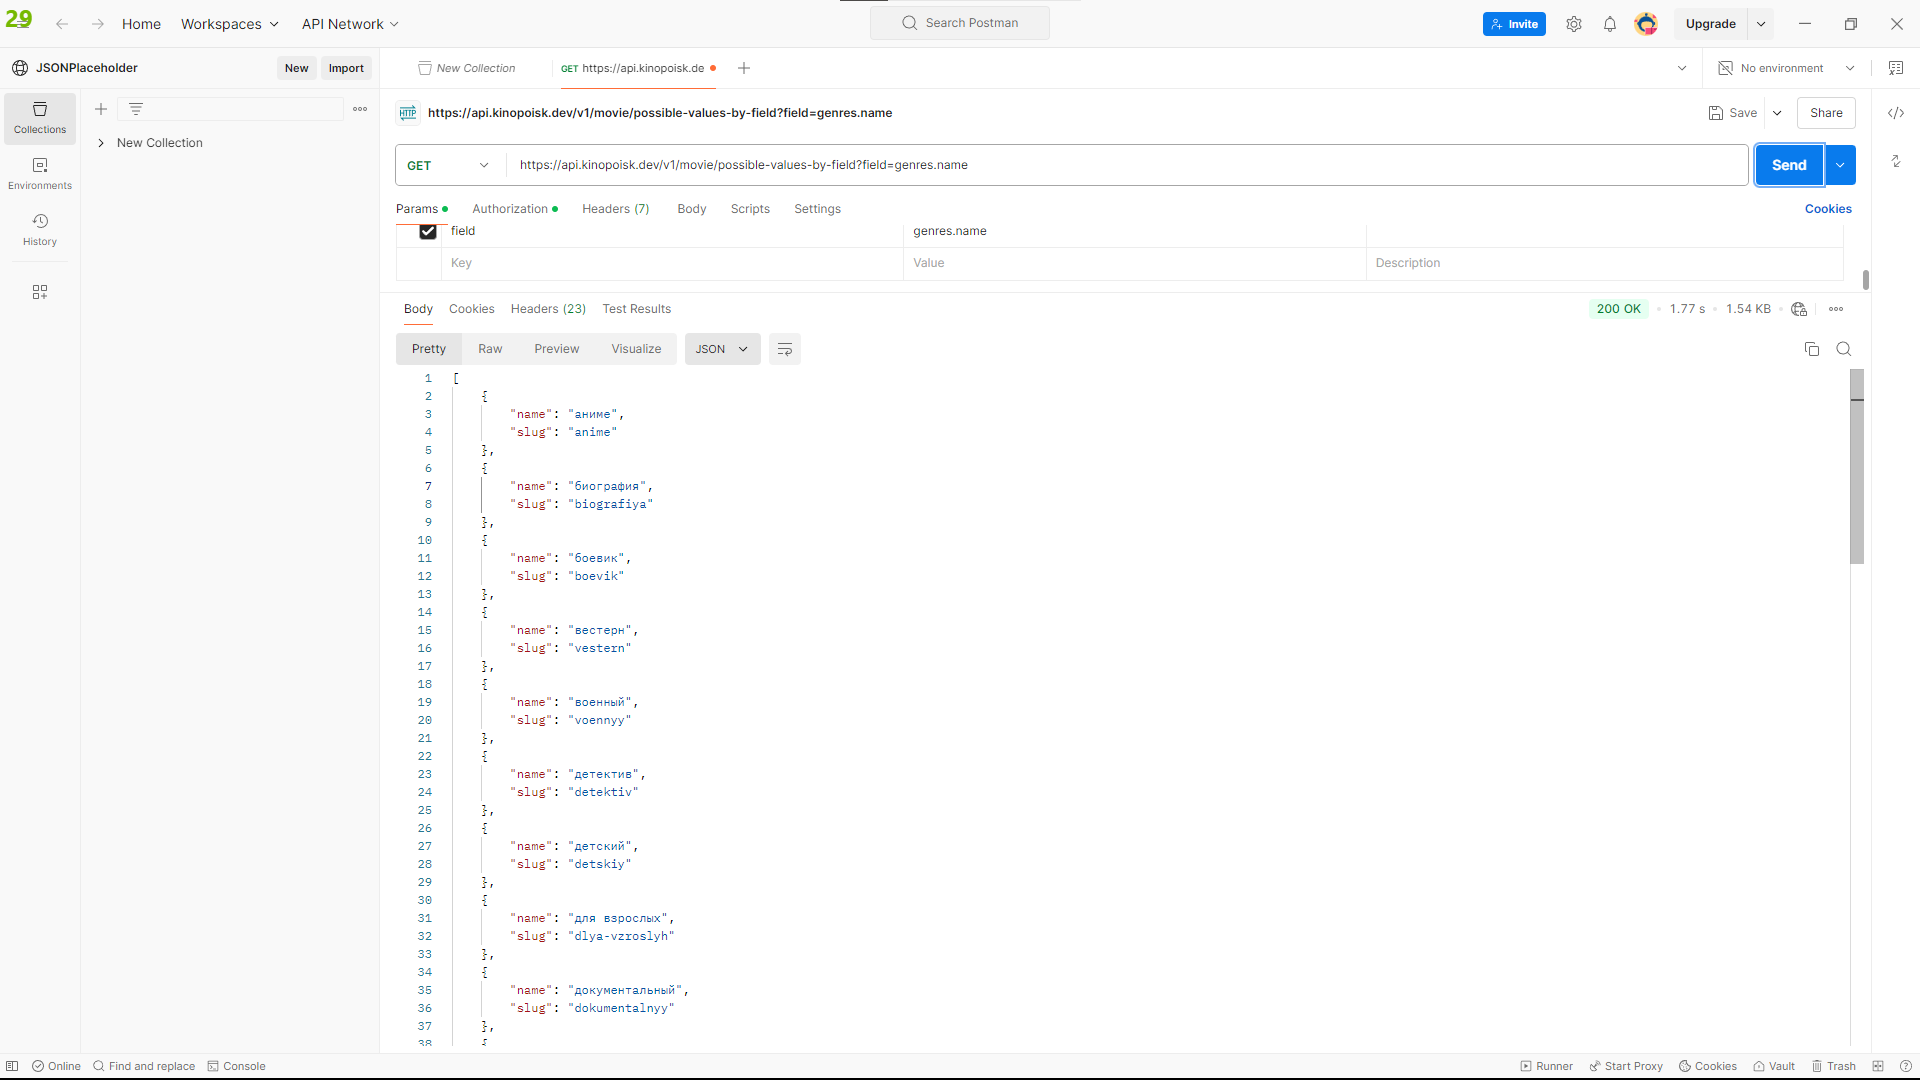 29
Home
Workspaces
API Network
Search Postman
Invite
Upgrade
JSONPlaceholder
New
Import
New Collection
GET https://api.kinopoisk.de
No environment
Collections
Environments
History
New Collection
HTTP https://api.kinopoisk.dev/v1/movie/possible-values-by-field?field=genres.name
Save
Share
GET
https://api.kinopoisk.dev/v1/movie/possible-values-by-field?field=genres.name
Send
Params
Authorization
Headers (7)
Body
Scripts
Settings
Cookies
field genres.name
Key Value Description
Body
Cookies
Headers (23)
Test Results
200 OK
1.77 s
1.54 KB
Pretty
Raw
Preview
Visualize
JSON
1 [
2 {
3 "name": "аниме",
4 "slug": "anime"
5 },
6 {
7 "name": "биография",
8 "slug": "biografiya"
9 },
10 {
11 "name": "боевик",
12 "slug": "boevik"
13 },
14 {
15 "name": "вестерн",
16 "slug": "vestern"
17 },
18 {
19 "name": "военный",
20 "slug": "voennyy"
21 },
22 {
23 "name": "детектив",
24 "slug": "detektiv"
25 },
26 {
27 "name": "детский",
28 "slug": "detskiy"
29 },
30 {
31 "name": "для взрослых",
32 "slug": "dlya-vzroslyh"
33 },
34 {
35 "name": "документальный",
36 "slug": "dokumentalnyy"
37 },
38 {
Online
Find and replace
Console
Runner
Start Proxy
Cookies
Vault
Trash